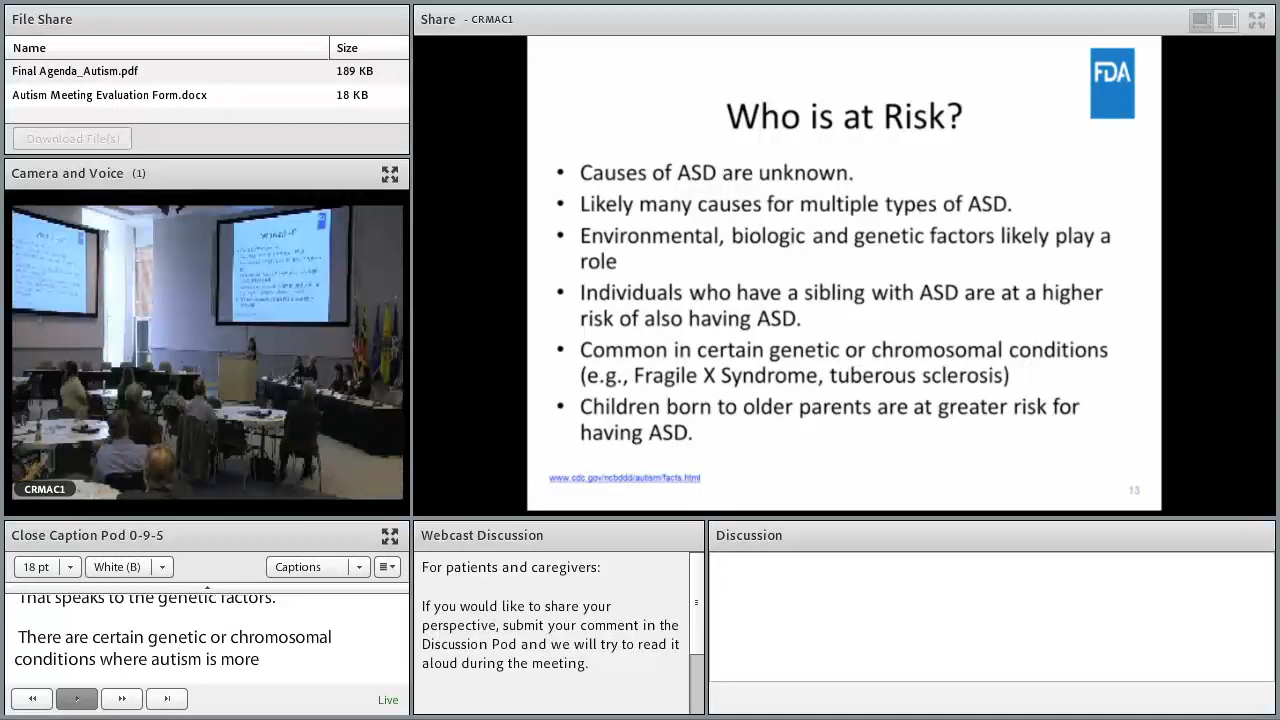 File Share
Name
Size
Final Agenda_Autism.pdf
189 KB
Autism Meeting Evaluation Form.docx
18 KB
Download File(s)
Camera and Voice (1)
CRMAC1
Close Caption Pod 0-9-5
18 pt
White (B)
Captions
That speaks to the genetic factors.
There are certain genetic or chromosomal
conditions where autism is more
Live
Share - CRMAC1
FDA
Who is at Risk?
• Causes of ASD are unknown.
• Likely many causes for multiple types of ASD.
• Environmental, biologic and genetic factors likely play a
role
• Individuals who have a sibling with ASD are at a higher
risk of also having ASD.
• Common in certain genetic or chromosomal conditions
(e.g., Fragile X Syndrome, tuberous sclerosis)
• Children born to older parents are at greater risk for
having ASD.
www.cdc.gov/ncbddd/autism/facts.html
13
Webcast Discussion
For patients and caregivers:
If you would like to share your
perspective, submit your comment in the
Discussion Pod and we will try to read it
aloud during the meeting.
Discussion